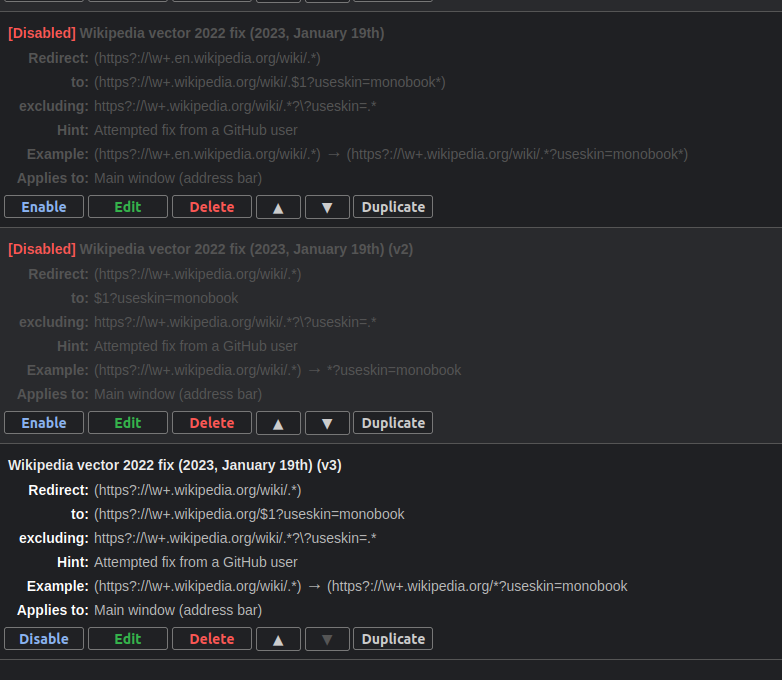 [Disabled] Wikipedia vector 2022 fix (2023, January 19th)
Redirect: (https?://\w+.en.wikipedia.org/wiki/.*)
to: (https?://\w+.wikipedia.org/wiki/.$1?useskin=monobook*)
excluding: https?://\w+.wikipedia.org/wiki/.*?\?useskin=.*
Hint: Attempted fix from a GitHub user
Example: (https?://\w+.en.wikipedia.org/wiki/.*) → (https?://\w+.wikipedia.org/wiki/.*?useskin=monobook*)
Applies to: Main window (address bar)
Enable Edit Delete ▲ ▼ Duplicate
[Disabled] Wikipedia vector 2022 fix (2023, January 19th) (v2)
Redirect: (https?://\w+.wikipedia.org/wiki/.*)
to: $1?useskin=monobook
excluding: https?://\w+.wikipedia.org/wiki/.*?\?useskin=.*
Hint: Attempted fix from a GitHub user
Example: (https?://\w+.wikipedia.org/wiki/.*) → *?useskin=monobook
Applies to: Main window (address bar)
Enable Edit Delete ▲ ▼ Duplicate
Wikipedia vector 2022 fix (2023, January 19th) (v3)
Redirect: (https?://\w+.wikipedia.org/wiki/.*)
to: (https?://\w+.wikipedia.org/$1?useskin=monobook
excluding: https?://\w+.wikipedia.org/wiki/.*?\?useskin=.*
Hint: Attempted fix from a GitHub user
Example: (https?://\w+.wikipedia.org/wiki/.*) → (https?://\w+.wikipedia.org/*?useskin=monobook
Applies to: Main window (address bar)
Disable Edit Delete ▲ ▼ Duplicate